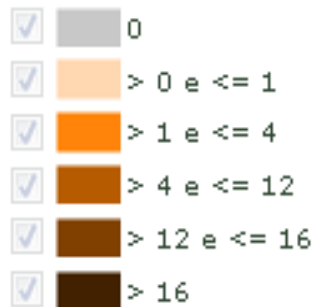 0
> 0 e <= 1
> 1 e <= 4
> 4 e <= 12
> 12 e <= 16
> 16